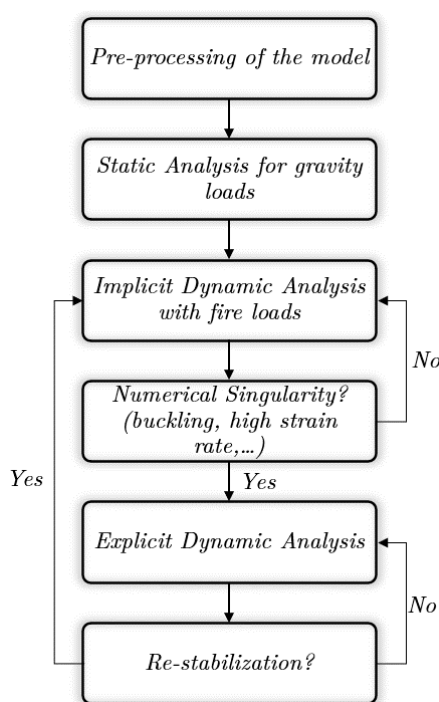 Pre-processing of the model
Static Analysis for gravity
loads
Implicit Dynamic Analysis
with fire loads
No
Numerical Singularity?
(buckling, high strain
rate,...)
Yes
Yes
Explicit Dynamic Analysis
No
Re-stabilization?